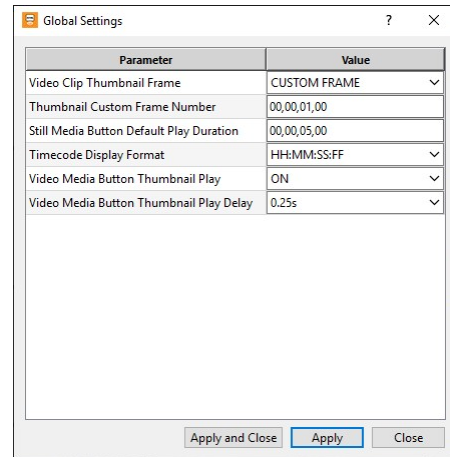 Global Settings ? ×
Parameter Value
Video Clip Thumbnail Frame CUSTOM FRAME
Thumbnail Custom Frame Number 00,00,01,00
Still Media Button Default Play Duration 00,00,05,00
Timecode Display Format HH:MM:SS:FF
Video Media Button Thumbnail Play ON
Video Media Button Thumbnail Play Delay 0.25s
Apply and Close Apply Close